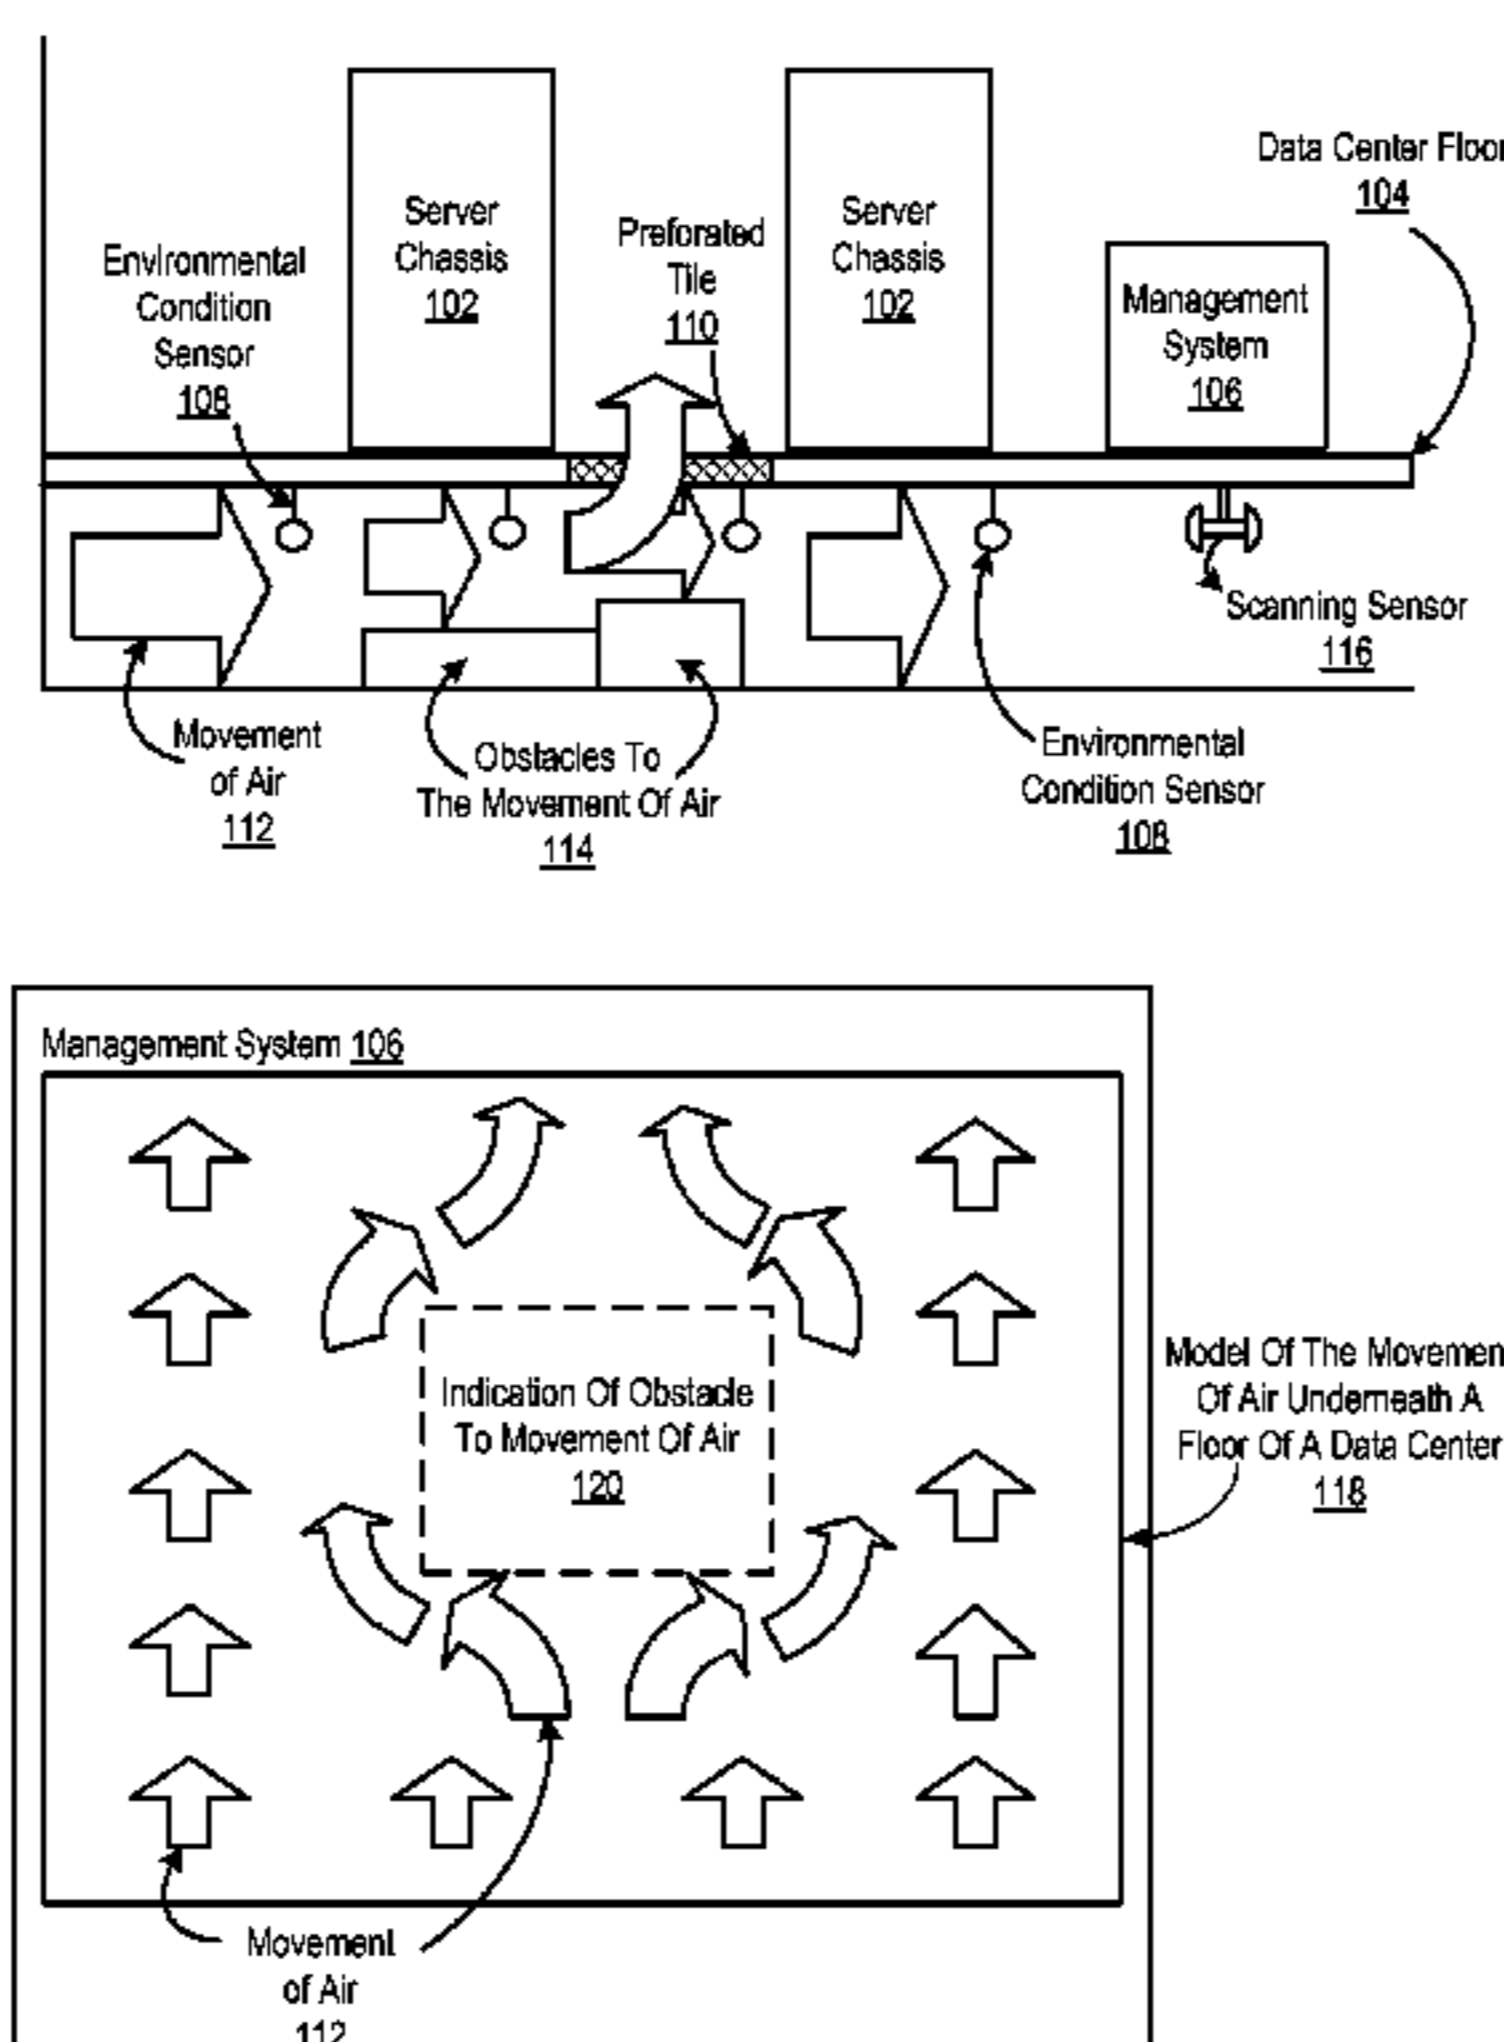 Data Center Floor
104
Server
Chassis
102
Preforated
Tile
110
Server
Chassis
102
Environmental
Condition
Sensor
108
Management
System
106
Scanning Sensor
116
Movement
of Air
112
Obstacles To
The Movement Of Air
114
Environmental
Condition Sensor
108
Management System 106
Indication Of Obstacle
To Movement Of Air
120
Model Of The Movemen
Of Air Underneath A
Floor Of A Data Center
118
Movement
of Air
112